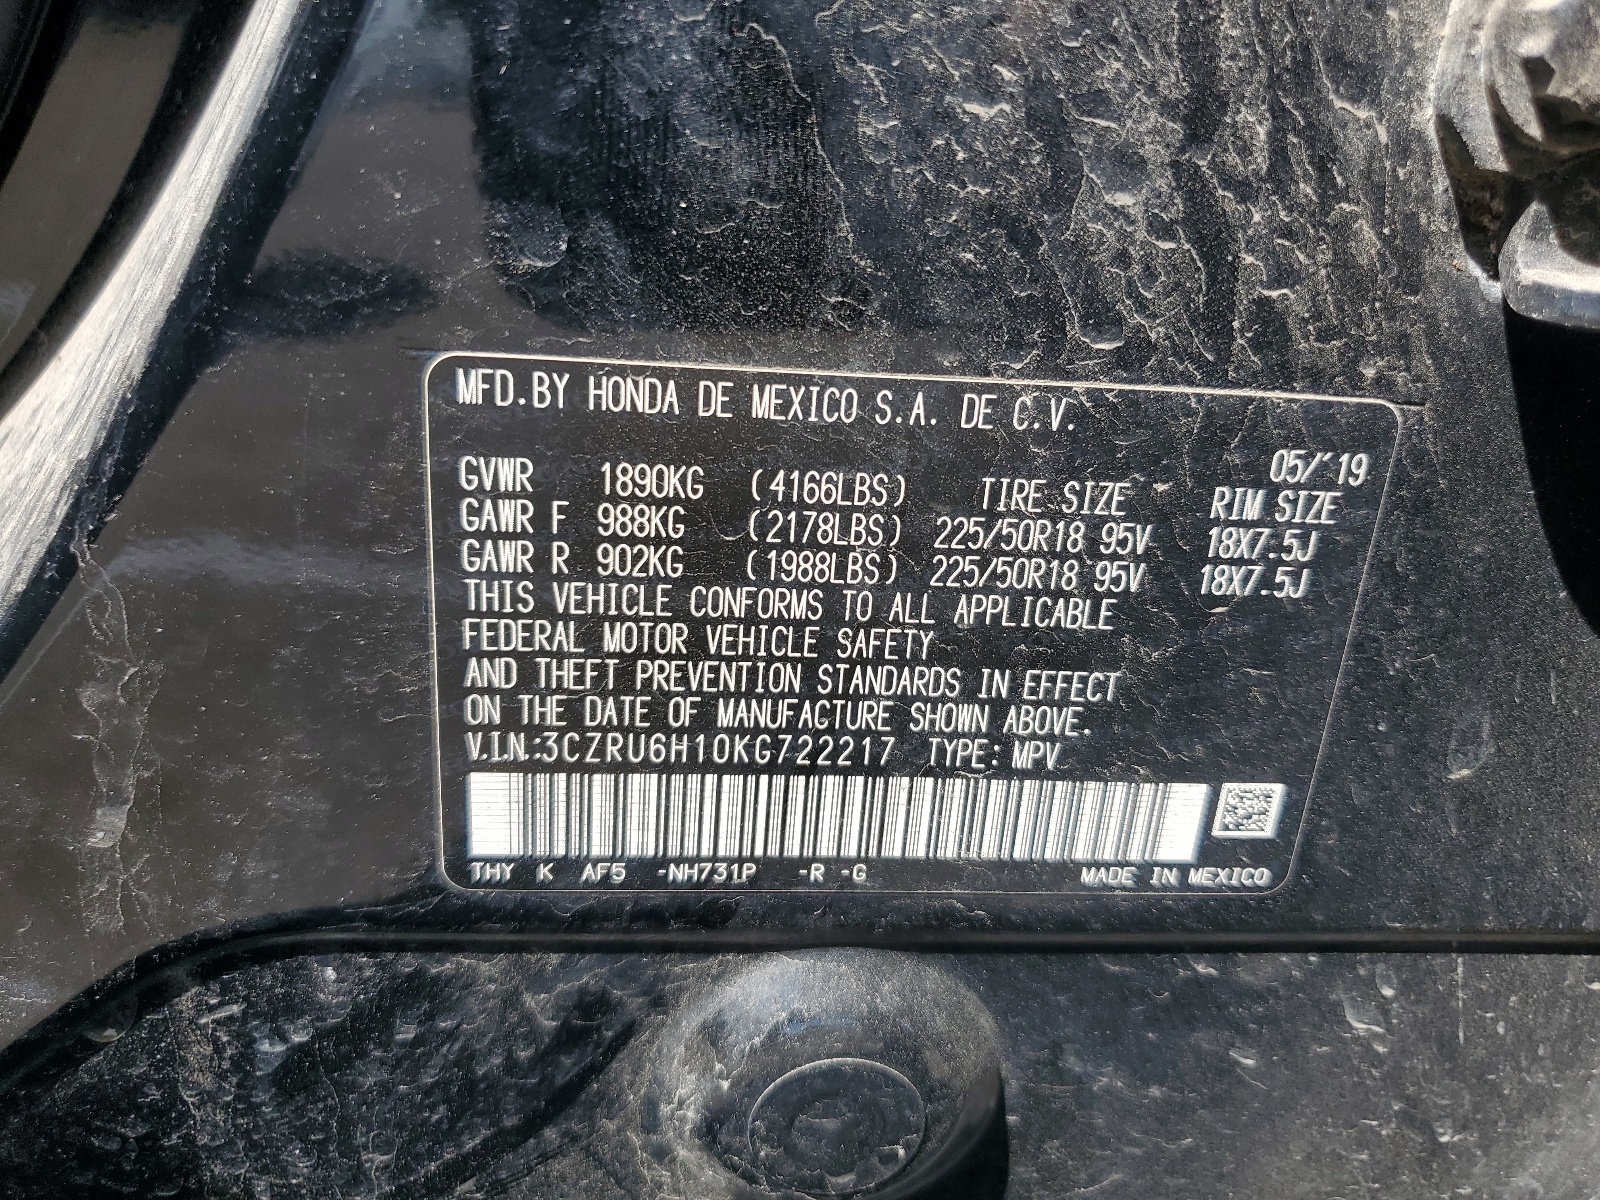 MFD.BY HONDA DE MEXICO S.A. DE C.V.
05/'19
GVWR 1890KG (4166LBS) TIRE SIZE RIM SIZE
GAWR F 988KG (2178LBS) 225/50R18 95V 18X7.5J
GAWR R 902KG (1988LBS) 225/50R18 95V 18X7.5J
THIS VEHICLE CONFORMS TO ALL APPLICABLE
FEDERAL MOTOR VEHICLE SAFETY
AND THEFT PREVENTION STANDARDS IN EFFECT
ON THE DATE OF MANUFACTURE SHOWN ABOVE.
V.I.N.:3CZRU6H10KG722217 TYPE: MPV
THY K AF5 -NH731P -R -G MADE IN MEXICO